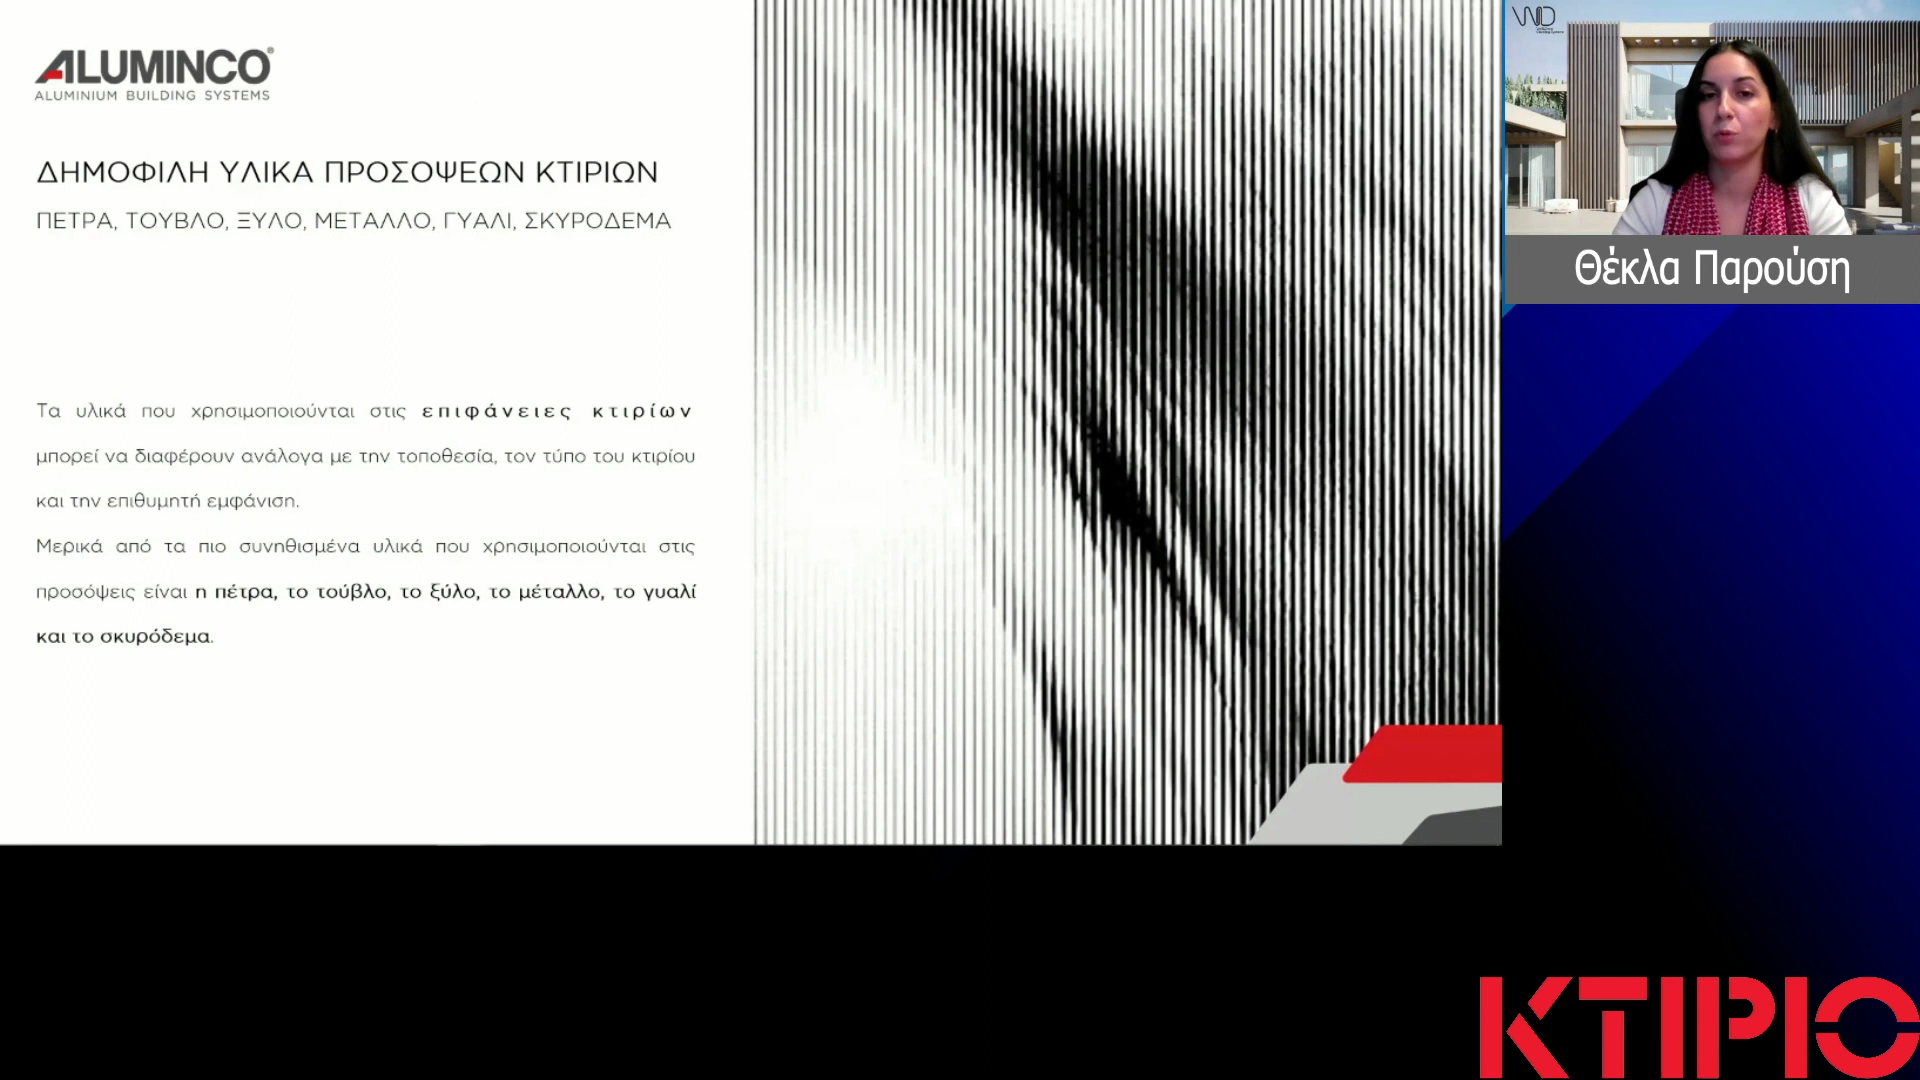 ALUMINCO®
ALUMINIUM BUILDING SYSTEMS
ΔΗΜΟΦΙΛΗ ΥΛΙΚΑ ΠΡΟΣΟΨΕΩΝ ΚΤΙΡΙΩΝ
ΠΕΤΡΑ, ΤΟΥΒΛΟ, ΞΥΛΟ, ΜΕΤΑΛΛΟ, ΓΥΑΛΙ, ΣΚΥΡΟΔΕΜΑ
Τα υλικά που χρησιμοποιούνται στις επιφάνειες κτιρίων
μπορεί να διαφέρουν ανάλογα με την τοποθεσία, τον τύπο του κτιρίου
και την επιθυμητή εμφάνιση.
Μερικά από τα πιο συνηθισμένα υλικά που χρησιμοποιούνται στις
προσόψεις είναι η πέτρα, το τούβλο, το ξύλο, το μέταλλο, το γυαλί
και το σκυρόδεμα.
Θέκλα Παρούση
ΚΤΙΡΙΟ